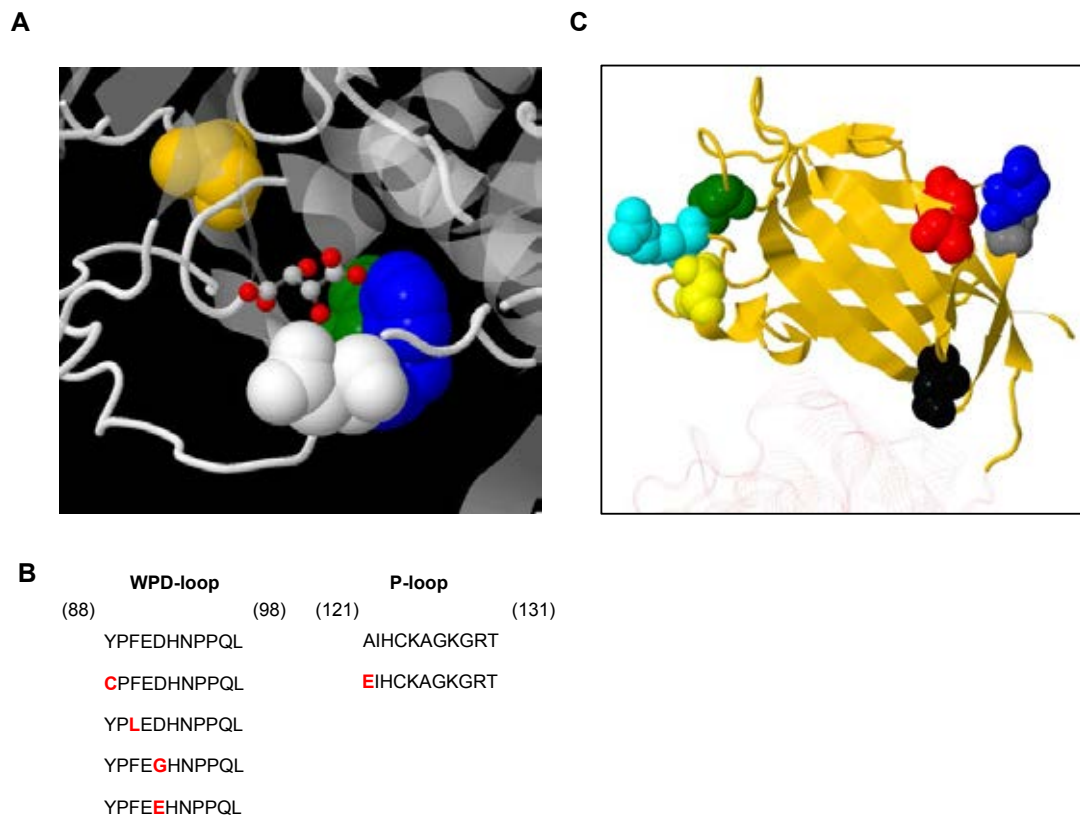 A
C
B
WPD-loop P-loop
(88) (98) (121) (131)
YPFEDHNPPQL AIHCKAGKGRT
CPFEDHNPPQL EIHCKAGKGRT
YPLEDHNPPQL
YPFEGHNPPQL
YPFEEHNPPQL